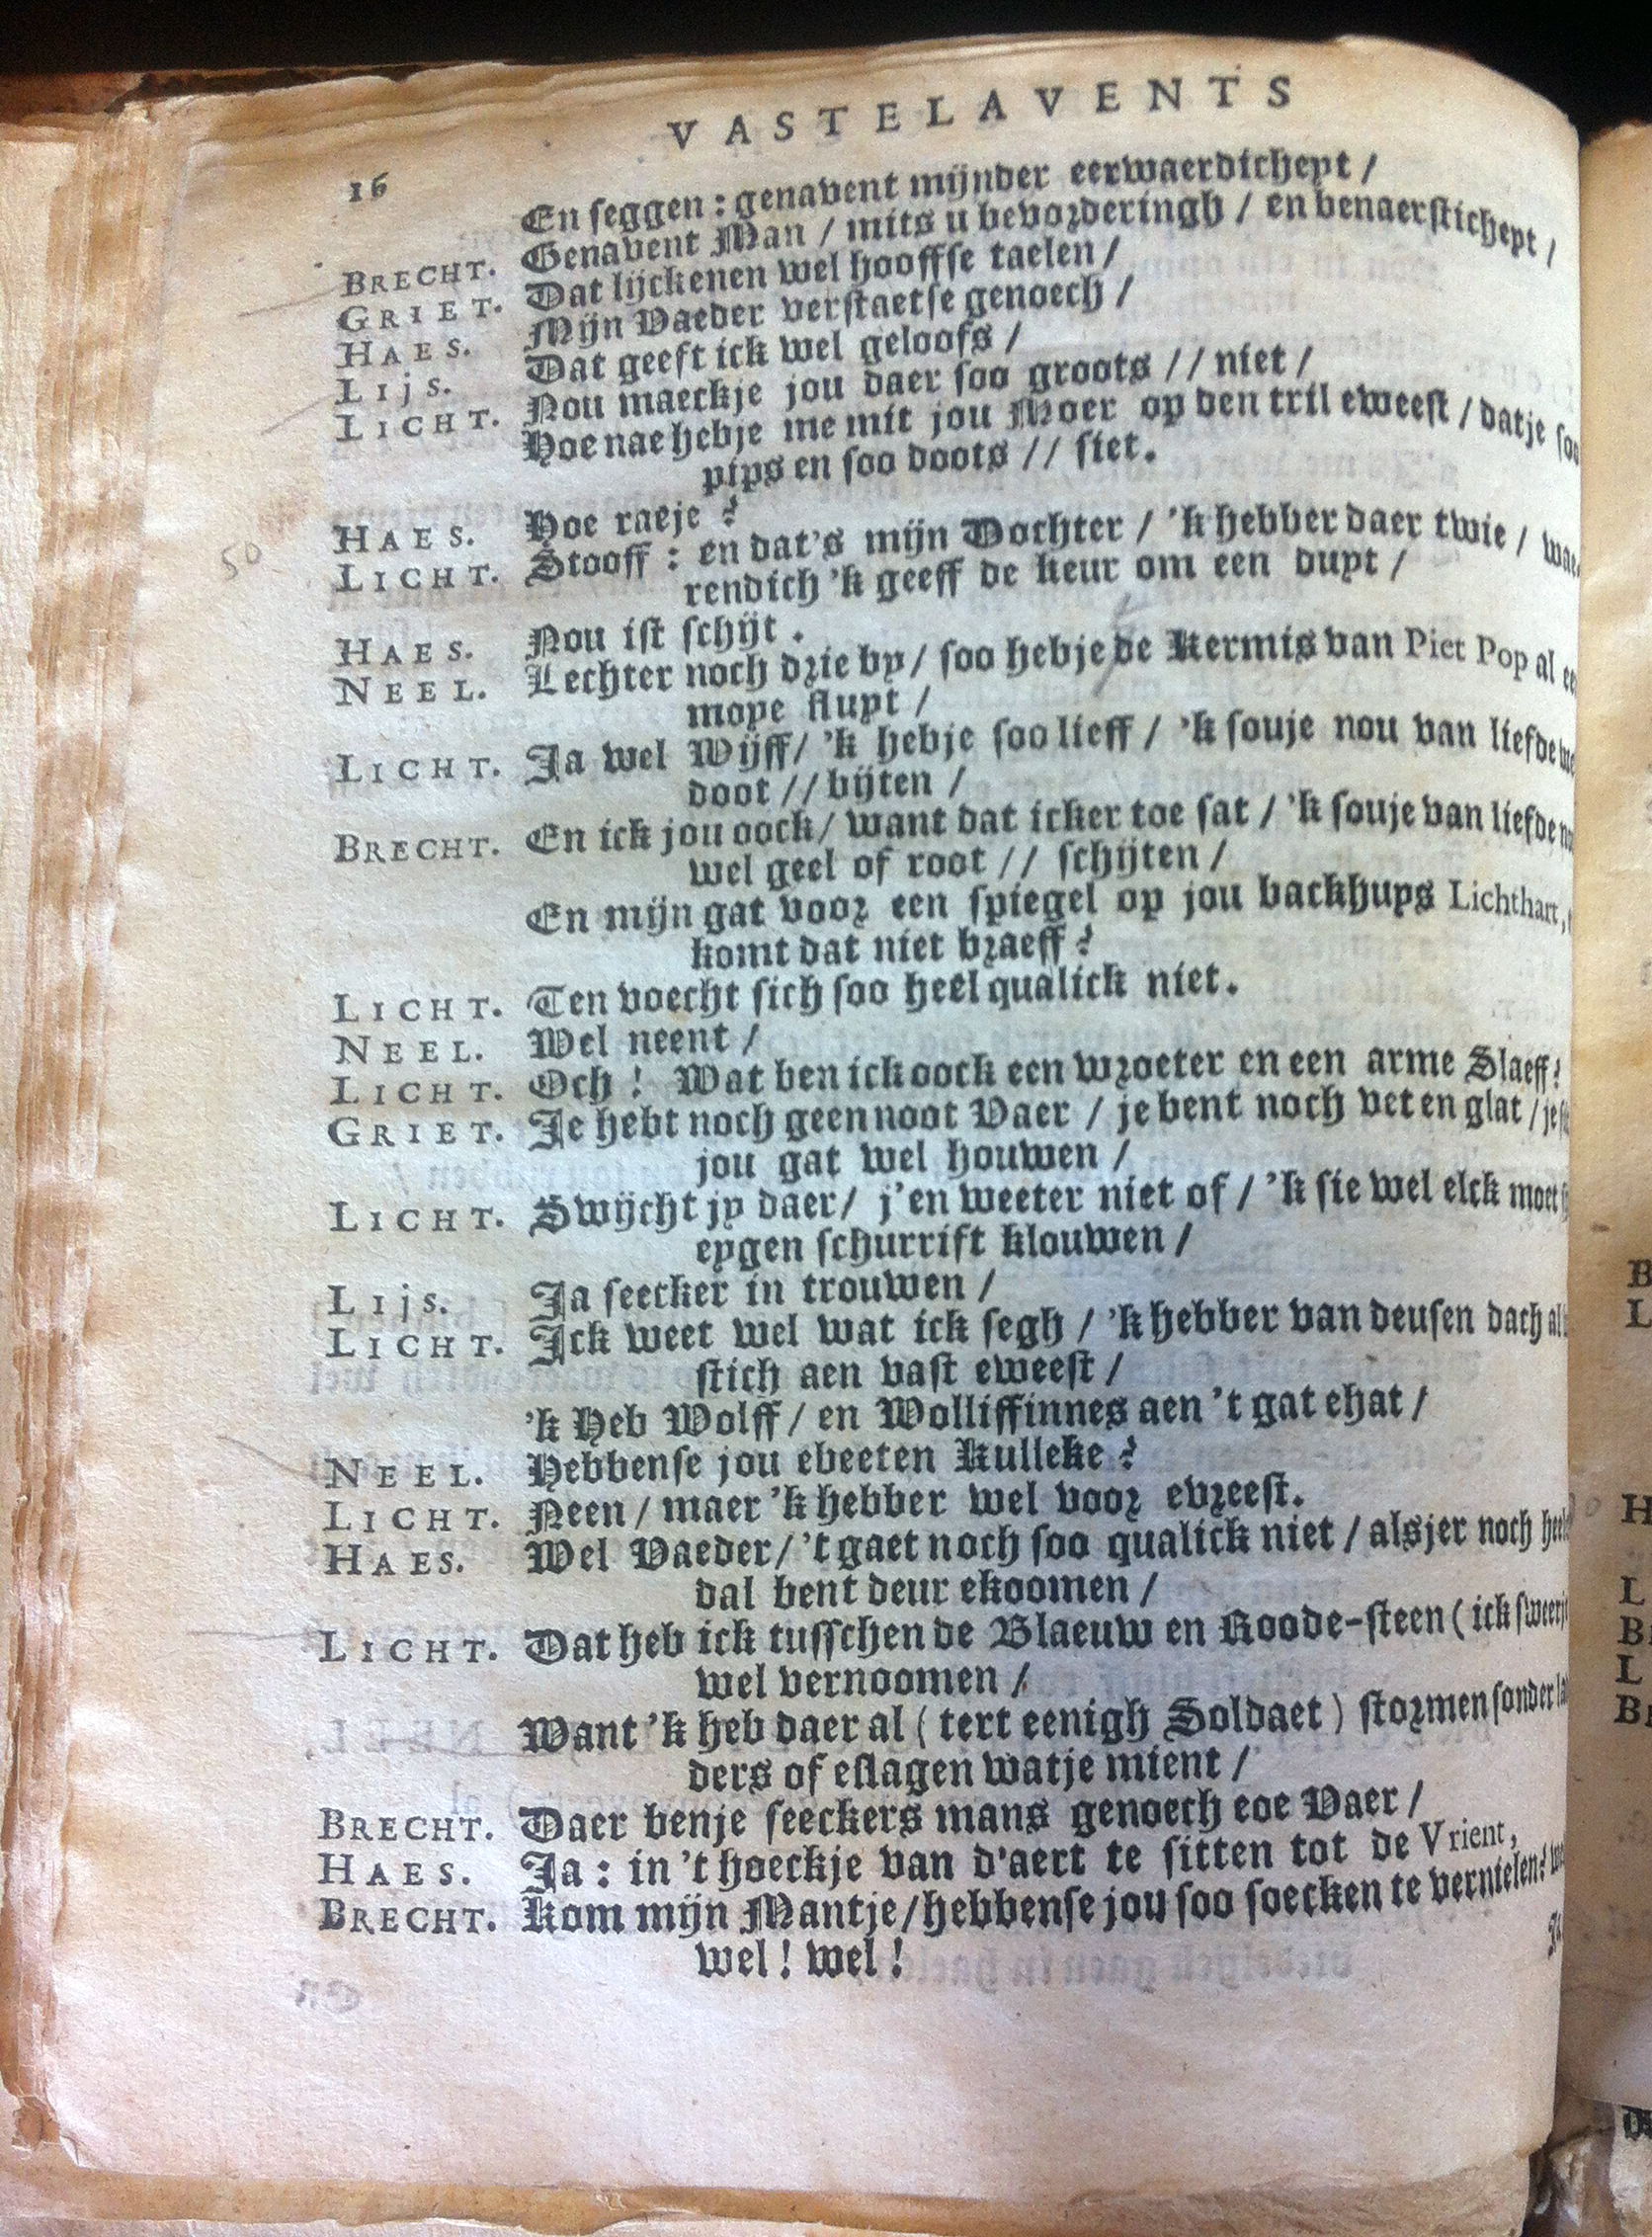 VASTELAVENTS
16
En seggen : genavent mijnder eerwaerdicheyt /
Genavent Man / mits u bevorderingh / en benaersticheyt /
BRECHT. Dat lijckenen wel hooffse taelen /
GRIET. Mijn Vaeder verstaetse genoech /
HAES. Dat geeft ick wel geloofs /
LIJS. Nou maeckje jou daer soo groots // niet /
LICHT. Hoe nae hebje me mit jou Moer op den tril eweest / datje soo
pips en soo doots // siet.
HAES. Hoe raeje ?
LICHT. Stooff : en dat's mijn Dochter / 'k hebber daer twie / wae-
rendich 'k geeff de keur om een duyt /
HAES. Nou ist schijt .
NEEL. Lechter noch drie by / soo hebje de Kermis van Piet Pop al
moye fluyt /
LICHT. Ja wel Wijff / 'k hebje soo lieff / 'k souje nou van liefde
doot // bijten /
BRECHT. En ick jou oock / want dat icker toe sat / 'k souje van liefde
wel geel of root // schijten /
En mijn gat voor een spiegel op jou backhuys Lichthart,
komt dat niet braeff ?
LICHT. Ten voecht sich soo heel qualick niet.
NEEL. Wel neent /
LICHT. Och ! Wat ben ick oock een wroeter en een arme Slaeff !
GRIET. Je hebt noch geen noot Vaer / je bent noch vet en glat /
jou gat wel houwen /
LICHT. Swijcht jy daer / j'en weeter niet of / 'k sie wel elck moet
eygen schurrift klouwen /
LIJS. Ja seecker in trouwen /
LICHT. Ick weet wel wat ick segh / 'k hebber van deusen dach
stich aen vast eweest /
'k Heb Wolff / en Wolliffinnes aen 't gat ehat /
NEEL. Hebbense jou ebeeten Kulleke ?
LICHT. Neen / maer 'k hebber wel voor evreest.
HAES. Wel Vaeder / 't gaet noch soo qualick niet / alsjer noch
dal bent deur ekoomen /
LICHT. Dat heb ick tusschen de Blaeuw en Roode-steen ( ick
wel vernoomen /
Want 'k heb daer al ( tert eenigh Soldaet ) stormen sonder
ders of eslagen watje mient /
BRECHT. Daer benje seeckers mans genoech eoe Vaer /
HAES. Ja : in 't hoeckje van d'aert te sitten tot de Vrient,
BRECHT. Kom mijn Mantje / hebbense jou soo soecken te vernielen !
wel ! wel !